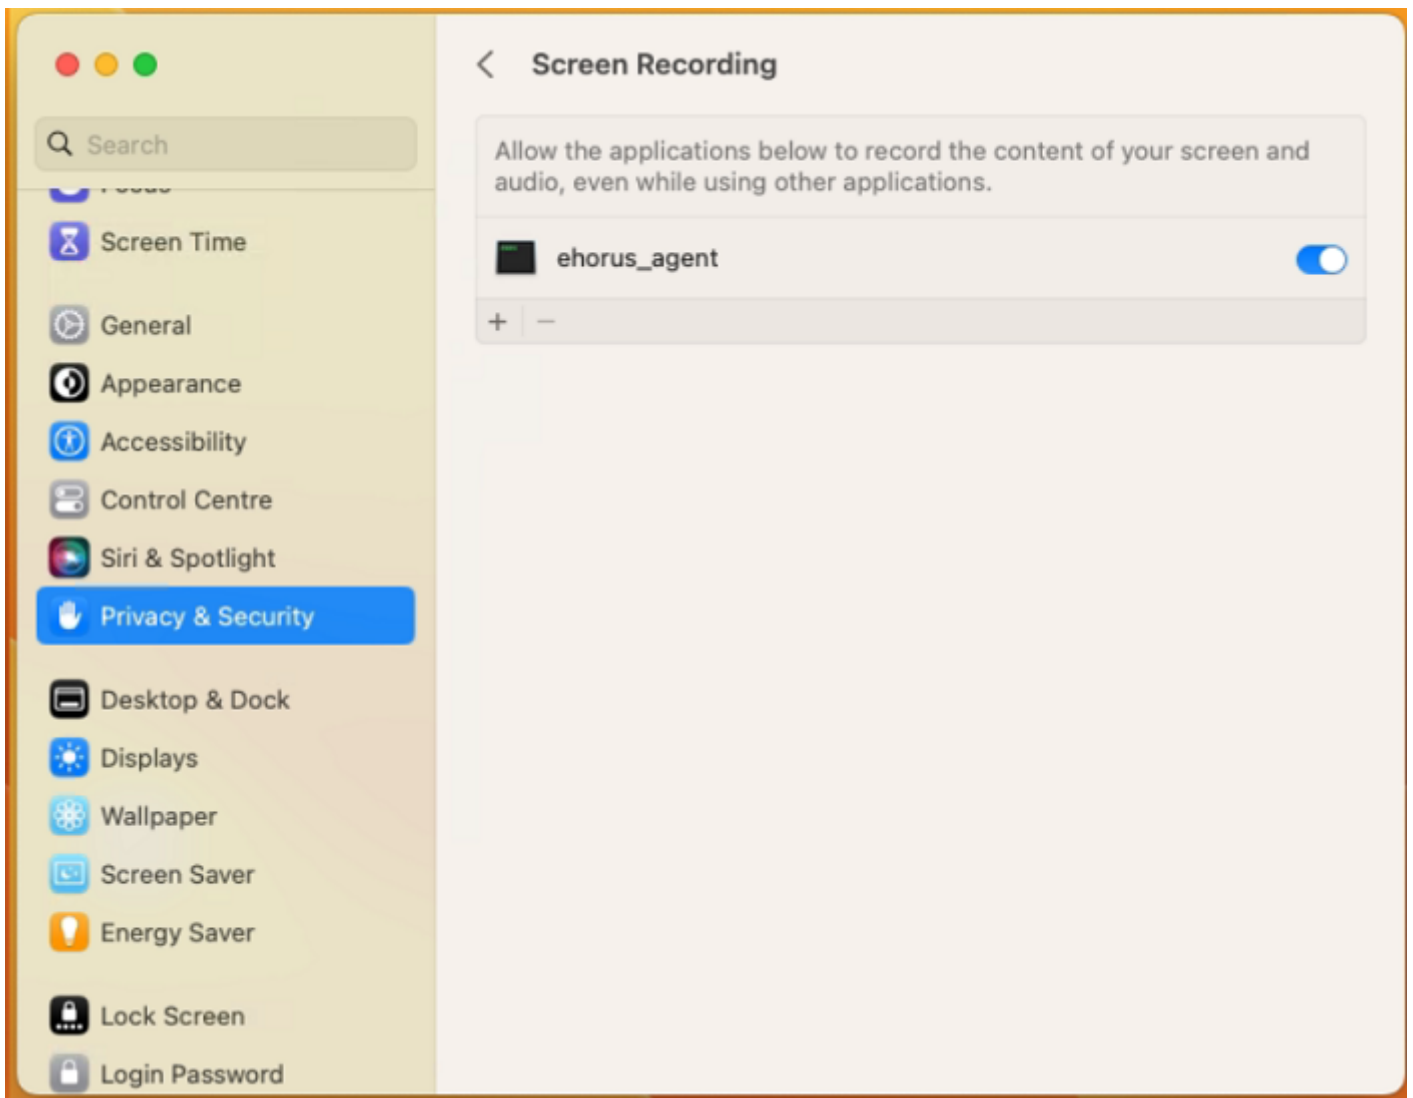 Screen Recording
Search
Allow the applications below to record the content of your screen and
audio, even while using other applications.
ehorus_agent
Screen Time
General
Appearance
Accessibility
Control Centre
Siri & Spotlight
Privacy & Security
Desktop & Dock
Displays
Wallpaper
Screen Saver
Energy Saver
Lock Screen
Login Password